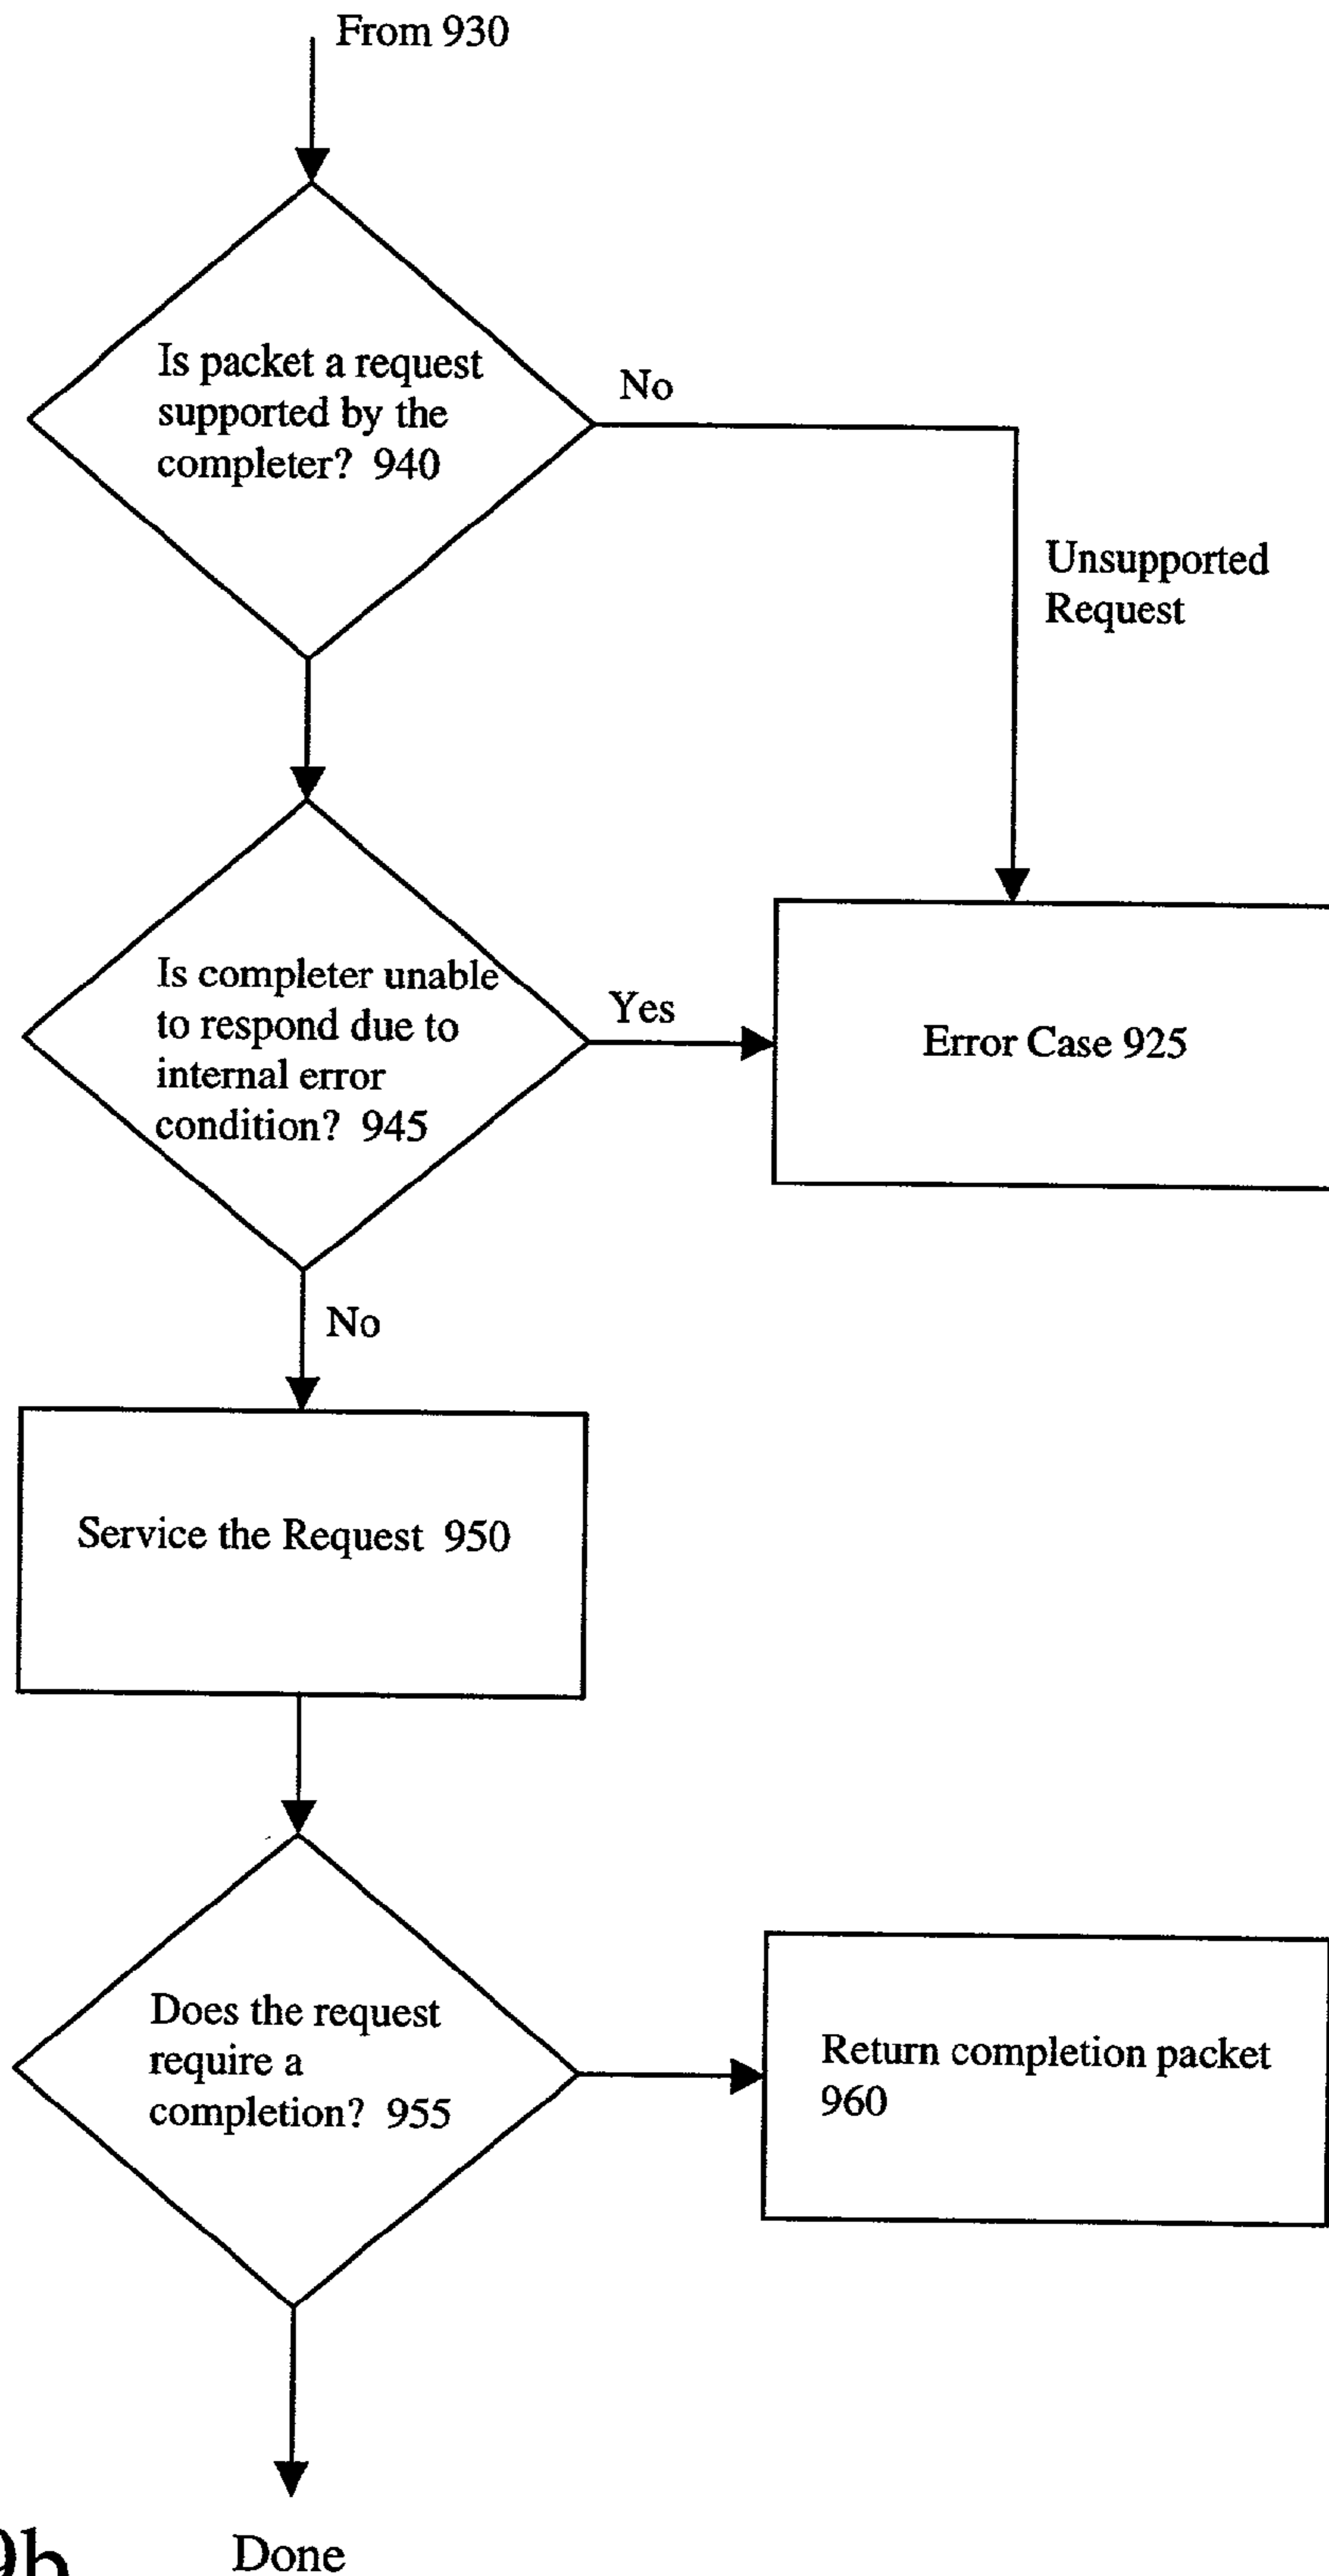 From 930
Is packet a request
supported by the
completer? 940
No
Unsupported
Request
Is completer unable
to respond due to
internal error
condition? 945
Yes
Error Case 925
No
Service the Request 950
Does the request
require a
completion? 955
Return completion packet
960
9b
Done